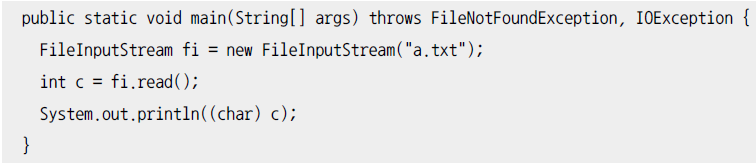 public static void main(String[] args) throws FileNotFoundException, IOException {
FileInputStream fi = new FileInputStream("a.txt");
int c = fi.read();
System.out.println((char) c);
}